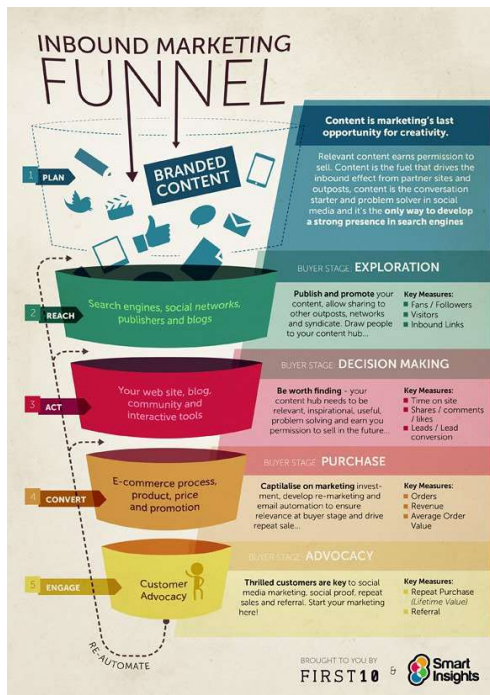 INBOUND MARKETING
FUNNEL
Content is marketing's last
opportunity for creativity.
Relevant content earns permission to
sell. Content is the fuel that drives the
inbound effect from partner sites and
outposts, content is the conversation
starter and problem solver in social
media and it's the only way to develop
a strong presence in search engines
1 PLAN
BRANDED
CONTENT
BUYER STAGE: EXPLORATION
2 REACH
Search engines, social networks,
publishers and blogs
Publish and promote your
content, allow sharing to
other outposts, networks
and syndicate. Draw people
to your content hub...
Key Measures:
Fans / Followers
Visitors
Inbound Links
BUYER STAGE: DECISION MAKING
3 ACT
Your web site, blog,
community and
interactive tools
Be worth finding - your
content hub needs to be
relevant, inspirational, useful,
problem solving and earn you
permission to sell in the future...
Key Measures:
Time on site
Shares / comments
/ likes
Leads / Lead
conversion
BUYER STAGE: PURCHASE
4 CONVERT
E-commerce process,
product, price
and promotion
Captilalise on marketing invest-
ment, develop re-marketing and
email automation to ensure
relevance at buyer stage and drive
repeat sale...
Key Measures:
Orders
Revenue
Average Order
Value
BUYER STAGE: ADVOCACY
5 ENGAGE
Customer
Advocacy
Thrilled customers are key to social
media marketing, social proof, repeat
sales and referral. Start your marketing
here!
Key Measures:
Repeat Purchase
(Lifetime Value)
Referral
RE-AUTOMATE
BROUGHT TO YOU BY
FIRST10 & Smart
Insights